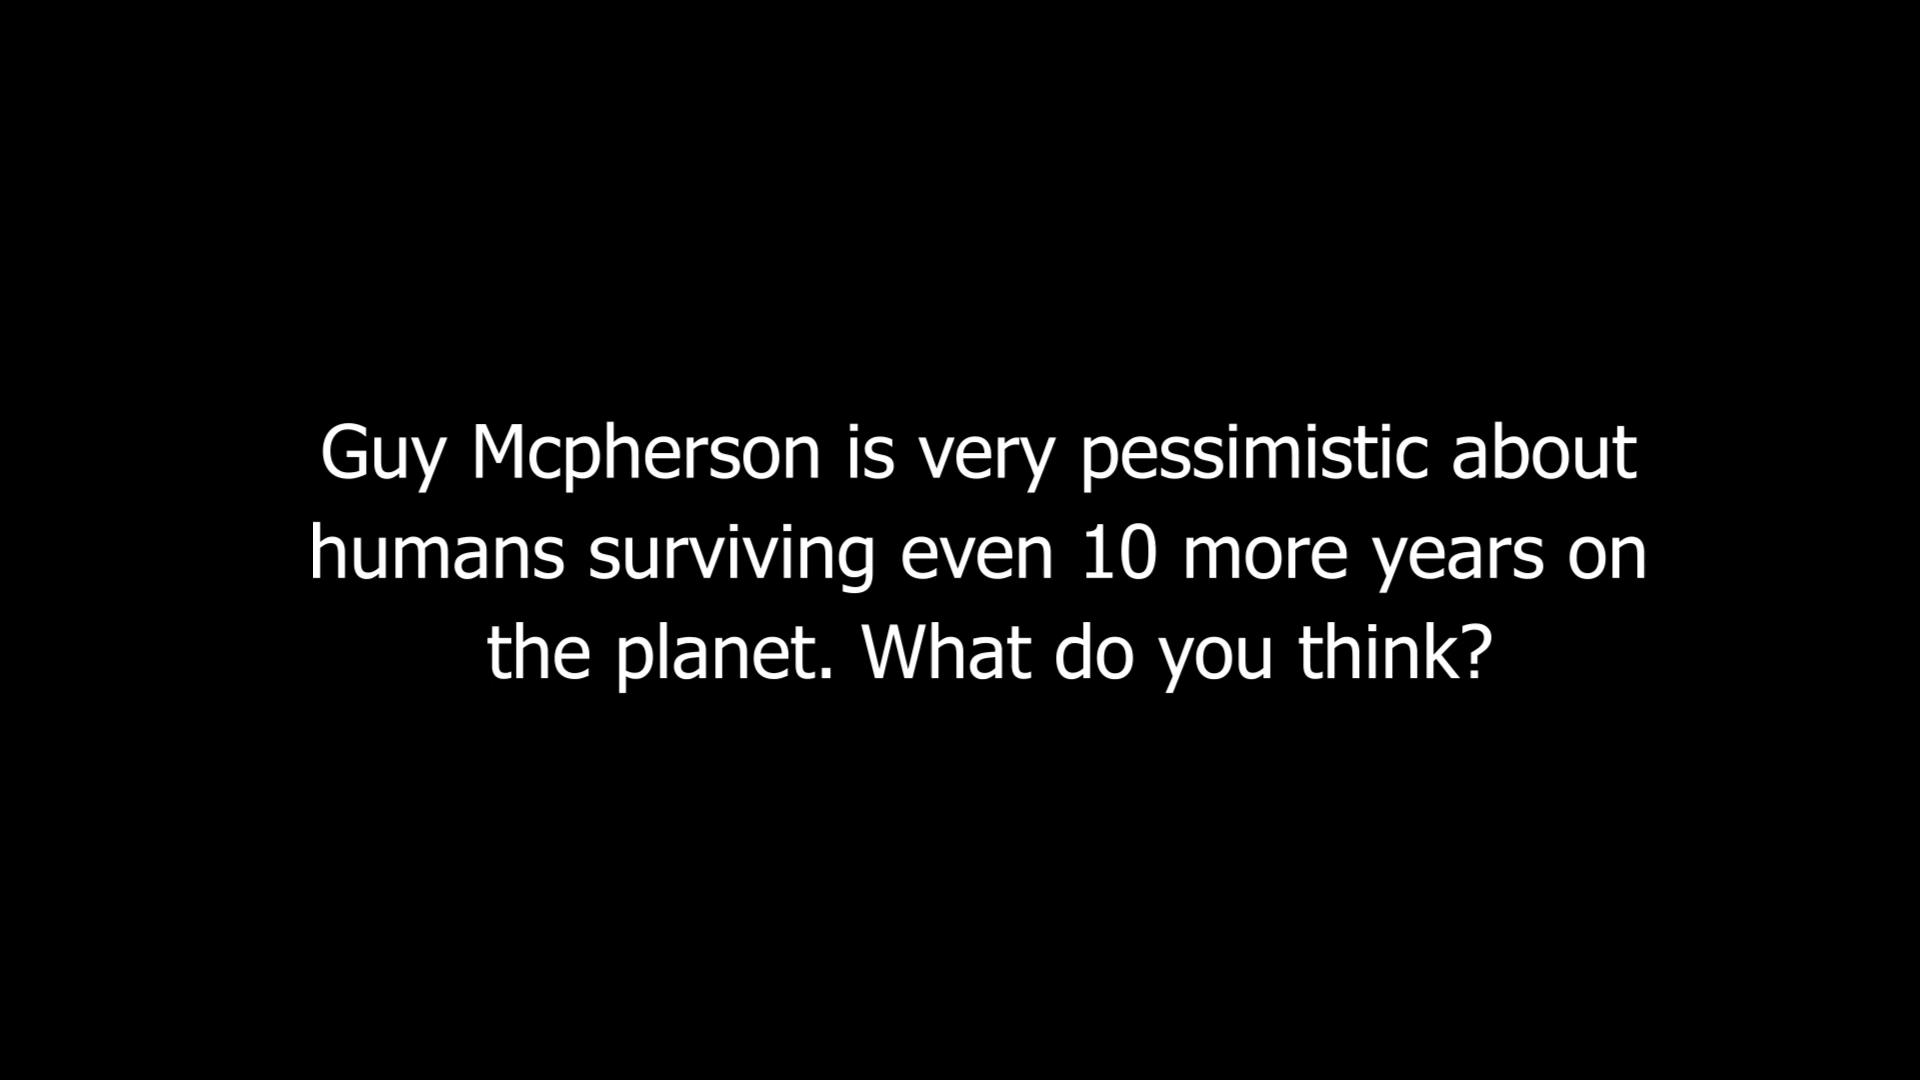 Guy Mcpherson is very pessimistic about
humans surviving even 10 more years on
the planet. What do you think?